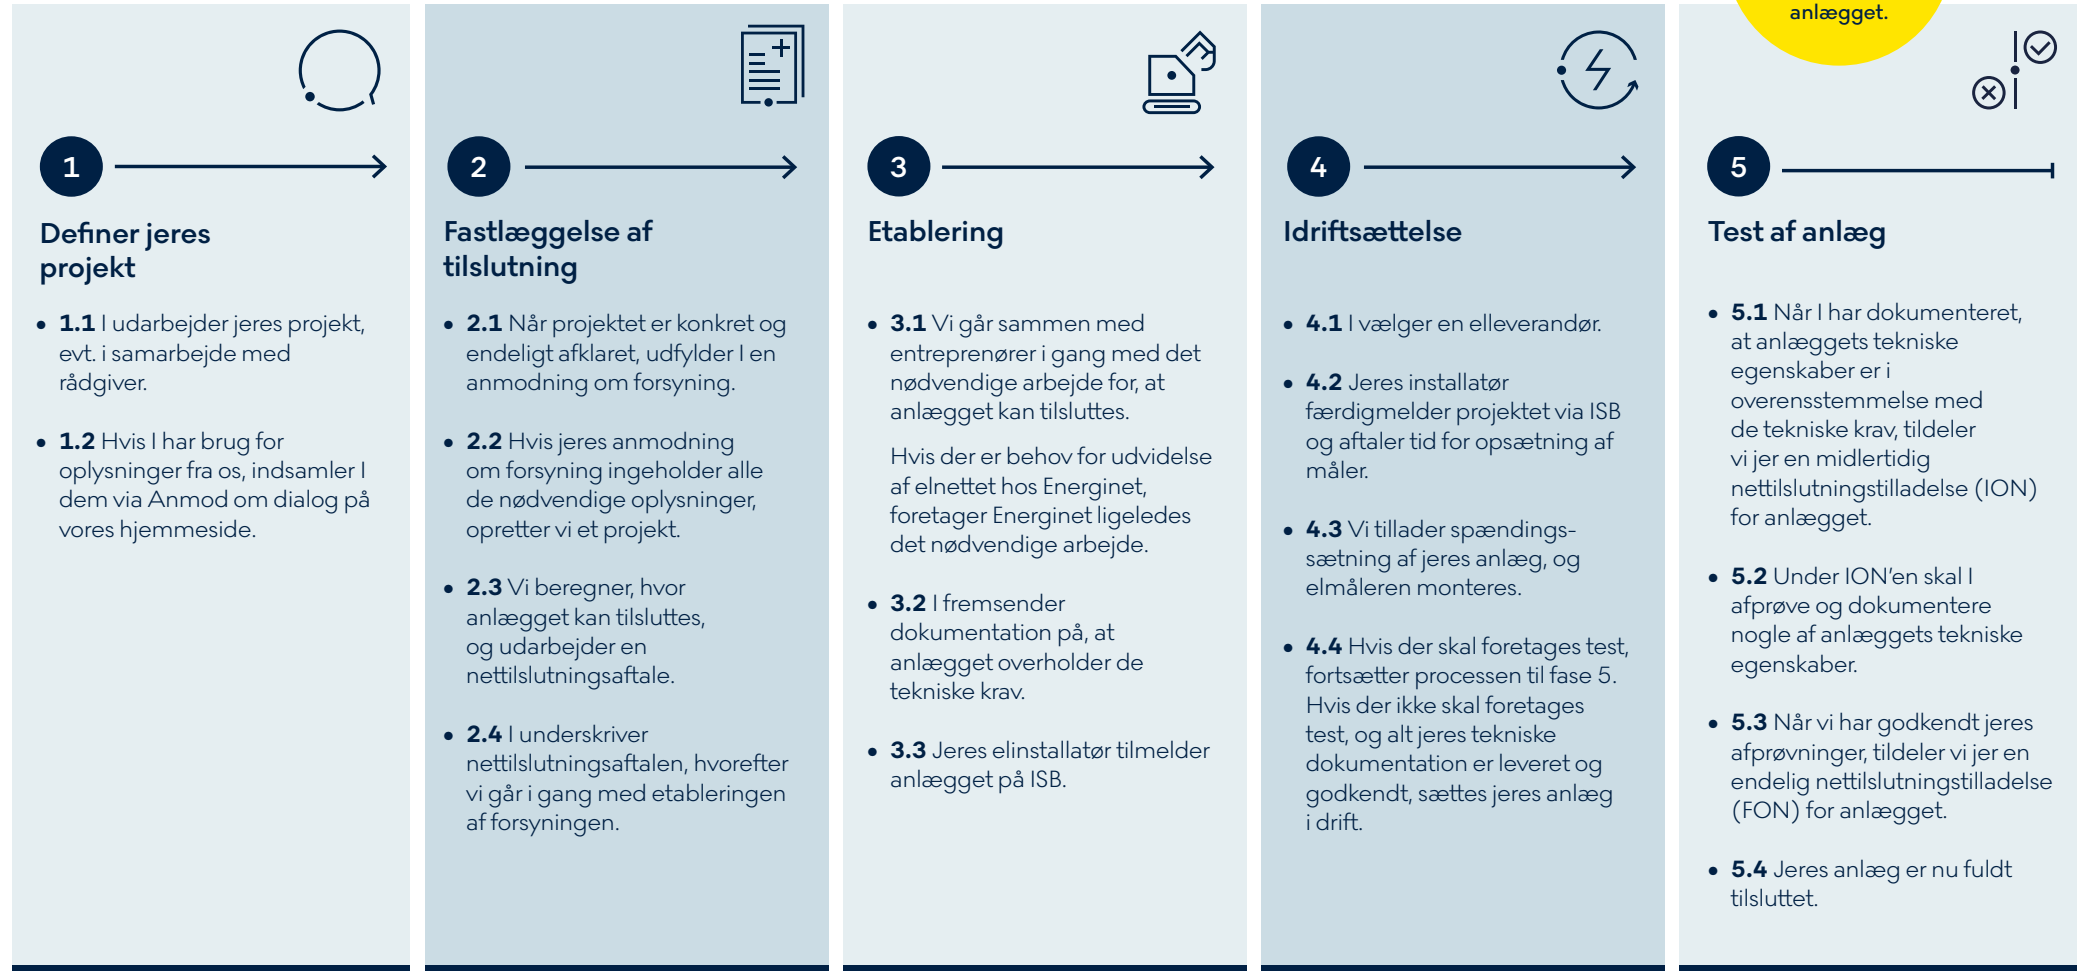 anlægget.
1
Definer jeres
projekt
• 1.1 I udarbejder jeres projekt,
evt. i samarbejde med
rådgiver.
• 1.2 Hvis I har brug for
oplysninger fra os, indsamler I
dem via Anmod om dialog på
vores hjemmeside.
2
Fastlæggelse af
tilslutning
• 2.1 Når projektet er konkret og
endeligt afklaret, udfylder I en
anmodning om forsyning.
• 2.2 Hvis jeres anmodning
om forsyning ingeholder alle
de nødvendige oplysninger,
opretter vi et projekt.
• 2.3 Vi beregner, hvor
anlægget kan tilsluttes,
og udarbejder en
nettilslutningsaftale.
• 2.4 I underskriver
nettilslutningsaftalen, hvorefter
vi går i gang med etableringen
af forsyningen.
3
Etablering
• 3.1 Vi går sammen med
entreprenører i gang med det
nødvendige arbejde for, at
anlægget kan tilsluttes.
Hvis der er behov for udvidelse
af elnettet hos Energinet,
foretager Energinet ligeledes
det nødvendige arbejde.
• 3.2 I fremsender
dokumentation på, at
anlægget overholder de
tekniske krav.
• 3.3 Jeres elinstallatør tilmelder
anlægget på ISB.
4
Idriftsættelse
• 4.1 I vælger en elleverandør.
• 4.2 Jeres installatør
færdigmelder projektet via ISB
og aftaler tid for opsætning af
måler.
• 4.3 Vi tillader spændings-
sætning af jeres anlæg, og
elmåleren monteres.
• 4.4 Hvis der skal foretages test,
fortsætter processen til fase 5.
Hvis der ikke skal foretages
test, og alt jeres tekniske
dokumentation er leveret og
godkendt, sættes jeres anlæg
i drift.
5
Test af anlæg
• 5.1 Når I har dokumenteret,
at anlæggets tekniske
egenskaber er i
overensstemmelse med
de tekniske krav, tildeler
vi jer en midlertidig
nettilslutningstilladelse (ION)
for anlægget.
• 5.2 Under ION’en skal I
afprøve og dokumentere
nogle af anlæggets tekniske
egenskaber.
• 5.3 Når vi har godkendt jeres
afprøvninger, tildeler vi jer en
endelig nettilslutningstilladelse
(FON) for anlægget.
• 5.4 Jeres anlæg er nu fuldt
tilsluttet.